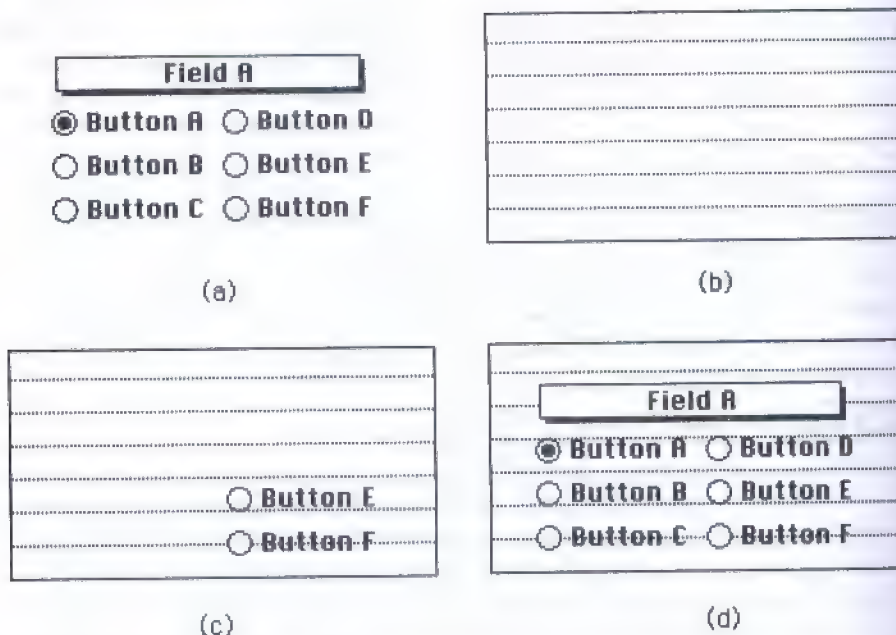 Field A
Button A Button D
Button B Button E
Button C Button F
(a)
(b)
Button E
Button F
(c)
Field A
Button A Button D
Button B Button E
Button C Button F
(d)